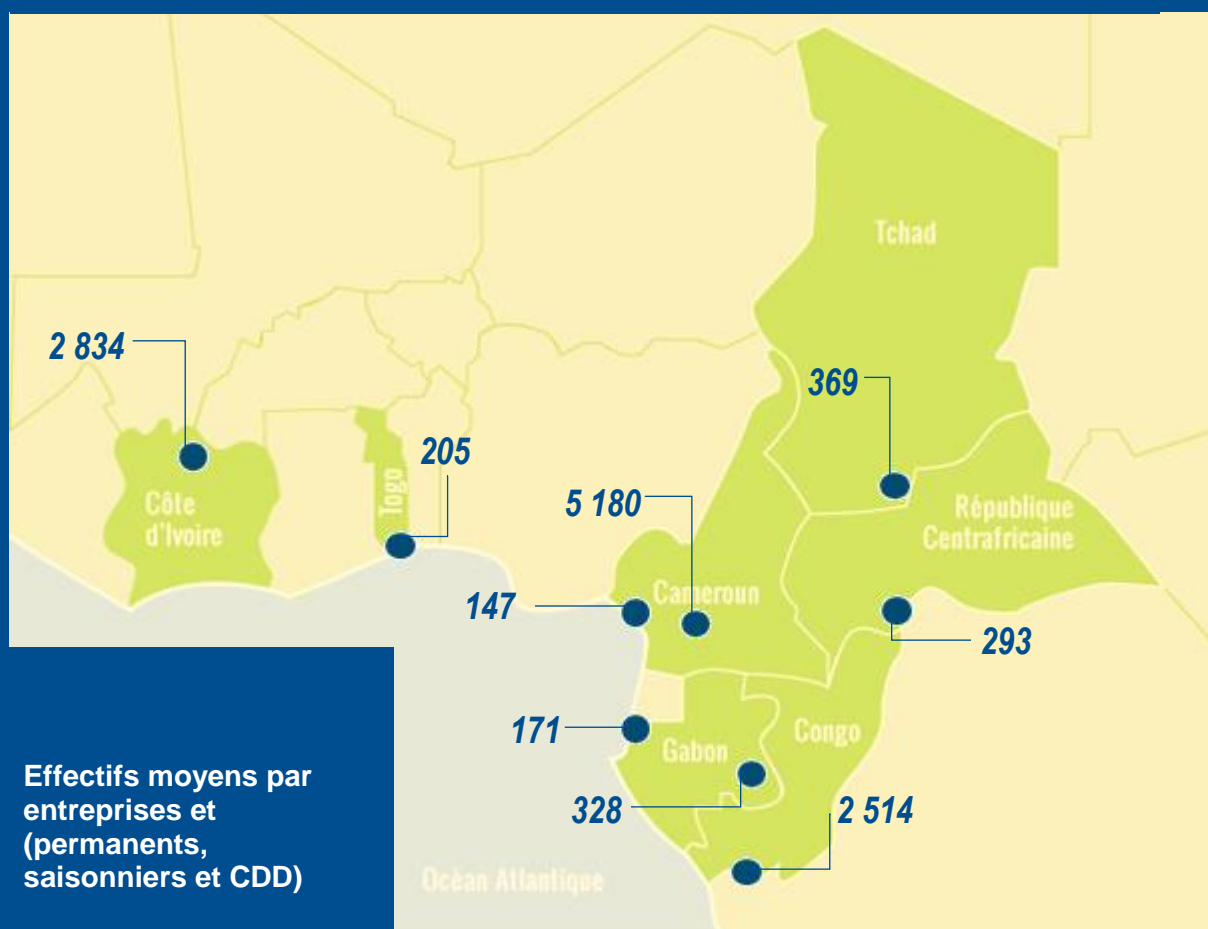 Tchad
2 834
369
205
Côte
d'Ivoire
Togo
5 180
République
Centrafricaine
Cameroun
147
293
171
Gabon
Congo
328
2 514
Effectifs moyens par
entreprises et
(permanents,
saisonniers et CDD)
Océan Atlantique